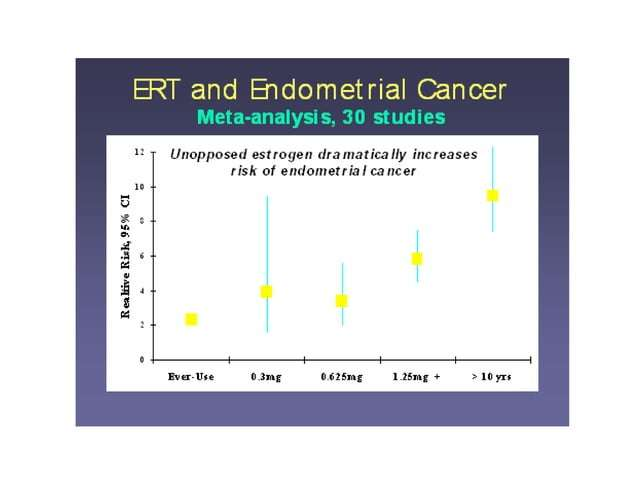 ERT and Endometrial Cancer
Meta-analysis, 30 studies
Unopposed estrogen dramatically increases
risk of endometrial cancer
Realtive Risk, 95% CI
12
10
8
6
4
2
0
Ever-Use 0.3mg 0.625mg 1.25mg + > 10 yrs